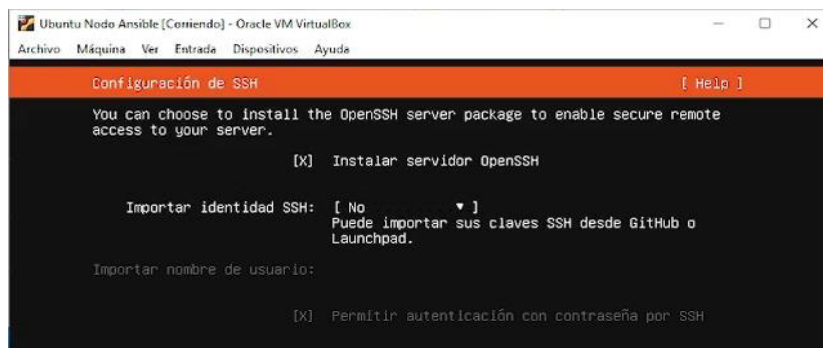 Ubuntu Nodo Ansible [Corriendo] - Oracle VM VirtualBox
Archivo Máquina Ver Entrada Dispositivos Ayuda
Configuración de SSH [ Help ]
You can choose to install the OpenSSH server package to enable secure remote
access to your server.
[X] Instalar servidor OpenSSH
Importar identidad SSH: [ No ▾ ]
Puede importar sus claves SSH desde GitHub o
Launchpad.
Importar nombre de usuario:
[X] Permitir autenticación con contraseña por SSH